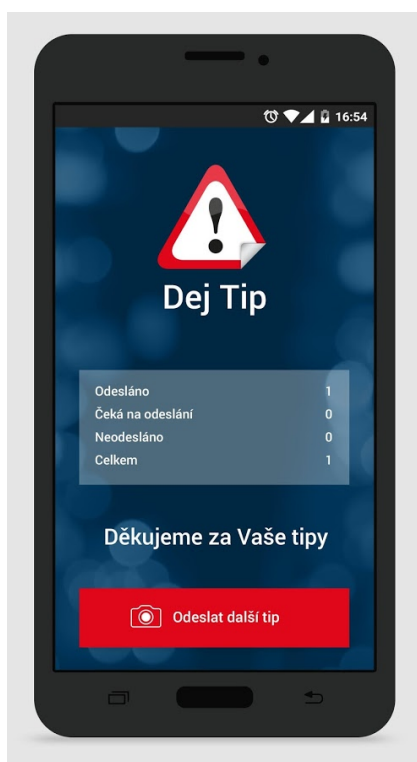 16:54
Dej Tip
Odesláno 1
Čeká na odeslání 0
Neodesláno 0
Celkem 1
Děkujeme za Vaše tipy
Odeslat další tip